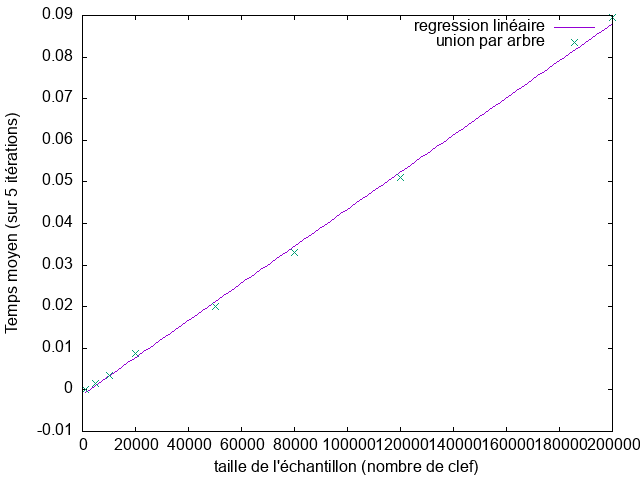 regression linéaire
union par arbre
0.09
0.08
0.07
0.06
0.05
0.04
0.03
0.02
0.01
0
-0.01
Temps moyen (sur 5 itérations)
0 20000 40000 60000 80000 100000 120000 140000 160000 180000 200000
taille de l'échantillon (nombre de clef)